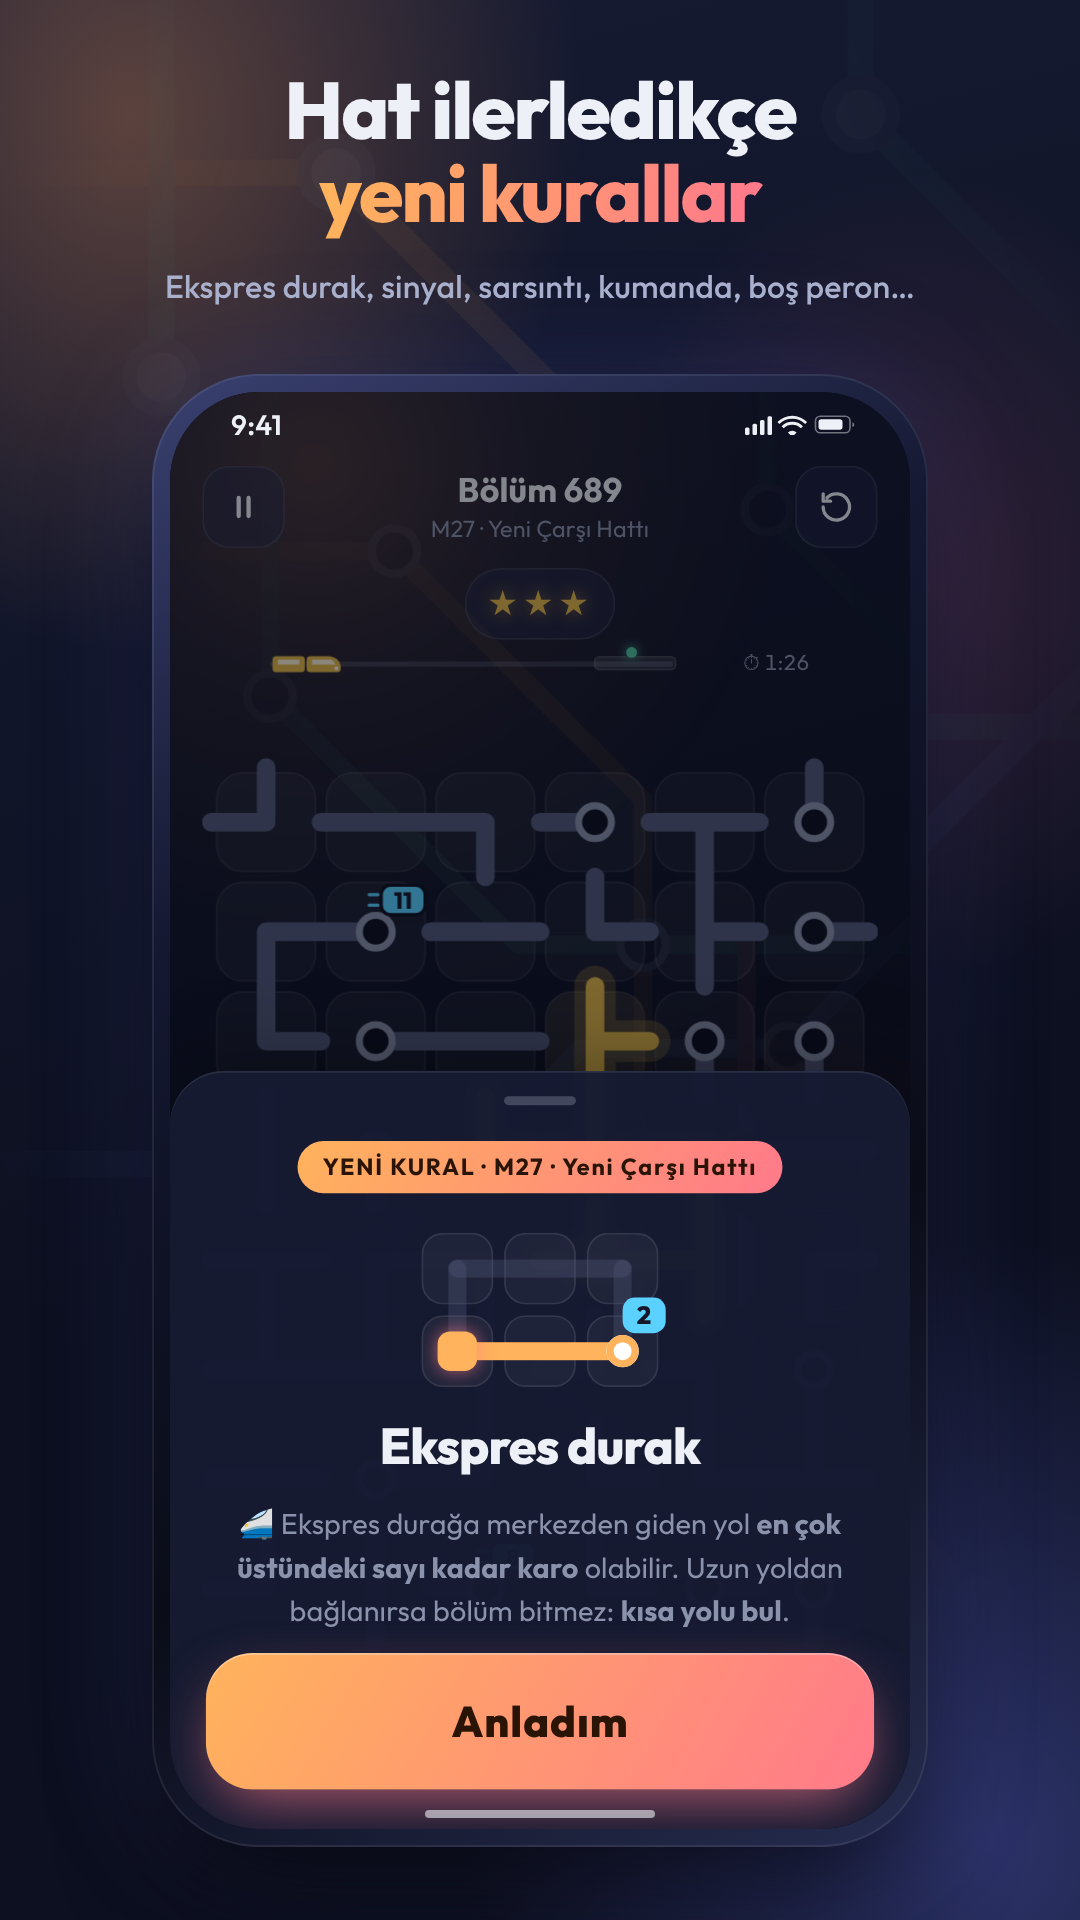 Hat ilerledikçe
yeni kurallar
Ekspres durak, sinyal, sarsıntı, kumanda, boş peron...
9:41
Bölüm 689
M27 · Yeni Çarşı Hattı
★★★
⏱ 1:26
11
YENİ KURAL · M27 · Yeni Çarşı Hattı
2
Ekspres durak
🚄 Ekspres durağa merkezden giden yol en çok
üstündeki sayı kadar karo olabilir. Uzun yoldan
bağlanırsa bölüm bitmez: kısa yolu bul.
Anladım